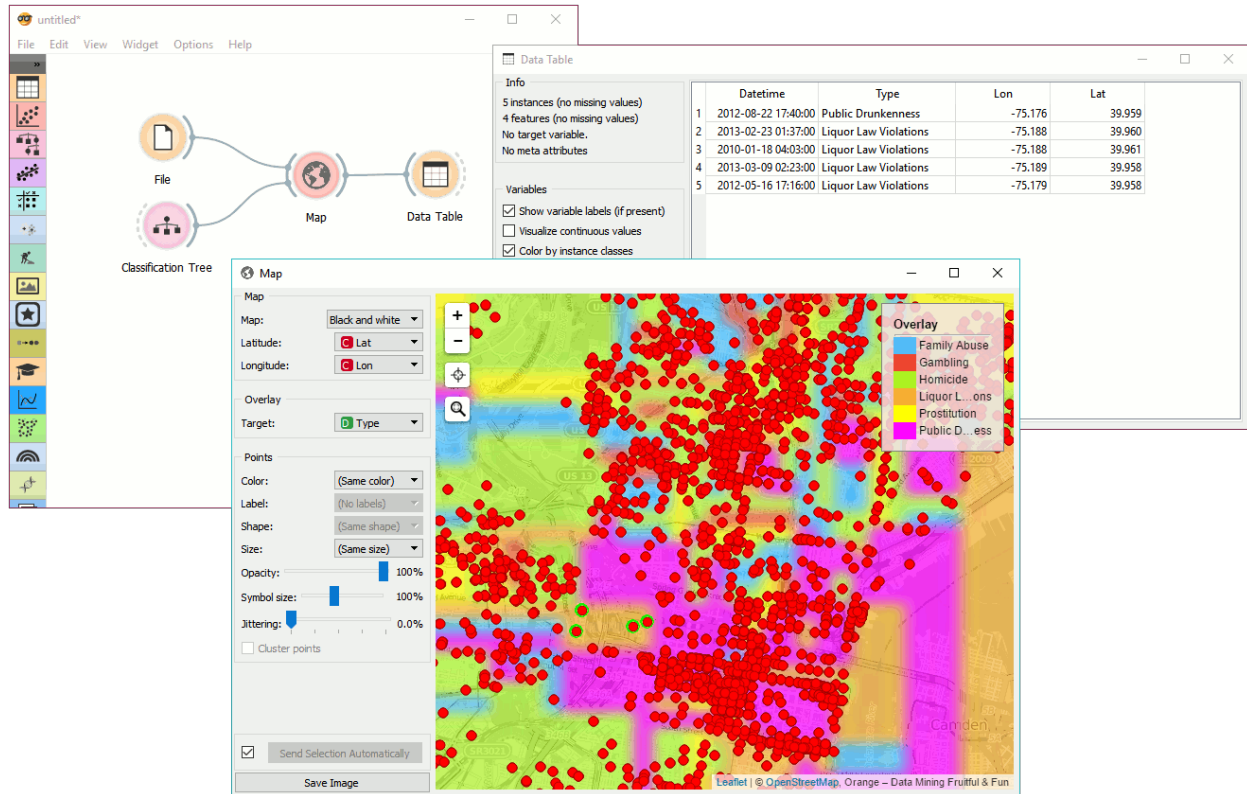 untitled*
File Edit View Widget Options Help
»
File
Map
Data Table
Classification Tree
Data Table
Info
5 instances (no missing values)
4 features (no missing values)
No target variable.
No meta attributes
Variables
Show variable labels (if present)
Visualize continuous values
Color by instance classes
Datetime Type Lon Lat
1 2012-08-22 17:40:00 Public Drunkenness -75.176 39.959
2 2013-02-23 01:37:00 Liquor Law Violations -75.188 39.960
3 2010-01-18 04:03:00 Liquor Law Violations -75.188 39.961
4 2013-03-09 02:23:00 Liquor Law Violations -75.189 39.958
5 2012-05-16 17:16:00 Liquor Law Violations -75.179 39.958
Map
Map
Map: Black and white
Latitude: C Lat
Longitude: C Lon
Overlay
Target: D Type
Points
Color: (Same color)
Label: (No labels)
Shape: (Same shape)
Size: (Same size)
Opacity: 100%
Symbol size: 100%
Jittering: 0.0%
Cluster points
Send Selection Automatically
Save Image
+
−
Overlay
Family Abuse
Gambling
Homicide
Liquor L...ons
Prostitution
Public D...ess
US 13
Camden
SR3021
Leaflet | © OpenStreetMap, Orange – Data Mining Fruitful & Fun